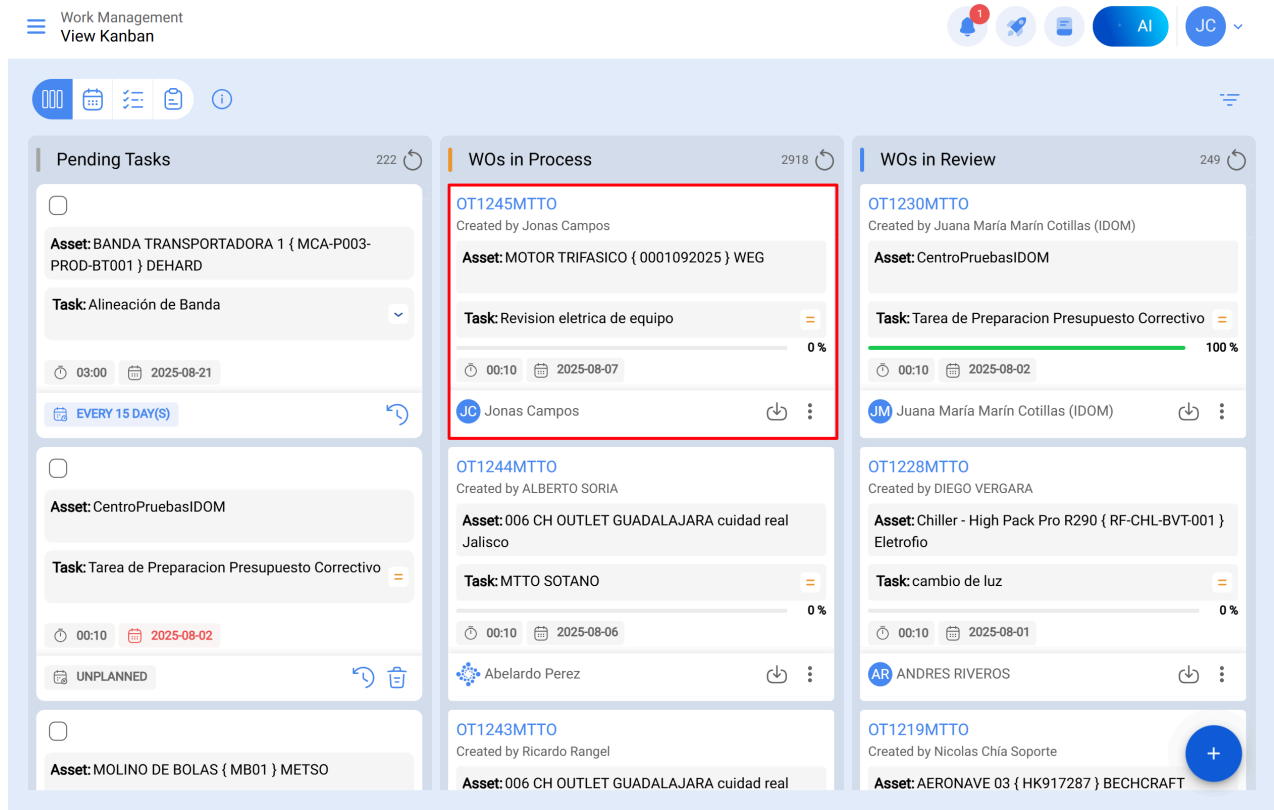 Work Management
View Kanban
1
AI
JC
Pending Tasks
222
Asset: BANDA TRANSPORTADORA 1 { MCA-P003-
PROD-BT001 } DEHARD
Task: Alineación de Banda
03:00
2025-08-21
EVERY 15 DAY(S)
Asset: CentroPruebasIDOM
Task: Tarea de Preparacion Presupuesto Correctivo
00:10
2025-08-02
UNPLANNED
Asset: MOLINO DE BOLAS { MB01 } METSO
WOs in Process
2918
OT1245MTTO
Created by Jonas Campos
Asset: MOTOR TRIFASICO { 0001092025 } WEG
Task: Revision eletrica de equipo
0 %
00:10
2025-08-07
JC
Jonas Campos
OT1244MTTO
Created by ALBERTO SORIA
Asset: 006 CH OUTLET GUADALAJARA cuidad real
Jalisco
Task: MTTO SOTANO
0 %
00:10
2025-08-06
Abelardo Perez
OT1243MTTO
Created by Ricardo Rangel
Asset: 006 CH OUTLET GUADALAJARA cuidad real
WOs in Review
249
OT1230MTTO
Created by Juana María Marín Cotillas (IDOM)
Asset: CentroPruebasIDOM
Task: Tarea de Preparacion Presupuesto Correctivo
100 %
00:10
2025-08-02
JM
Juana María Marín Cotillas (IDOM)
OT1228MTTO
Created by DIEGO VERGARA
Asset: Chiller - High Pack Pro R290 { RF-CHL-BVT-001 }
Eletrofio
Task: cambio de luz
0 %
00:10
2025-08-01
AR
ANDRES RIVEROS
OT1219MTTO
Created by Nicolas Chía Soporte
Asset: AERONAVE 03 { HK917287 } BECHCRAFT